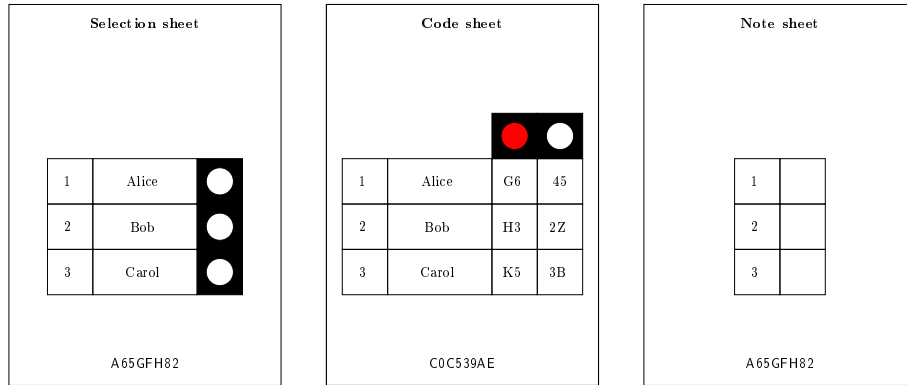 Selection sheet
1 Alice
2 Bob
3 Carol
A65GFH82
Code sheet
1 Alice G6 45
2 Bob H3 2Z
3 Carol K5 3B
C0C539AE
Note sheet
1
2
3
A65GFH82